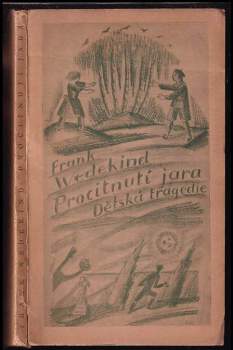 Frank
Wedekind
Procitnutí jara
Dětská tragedie